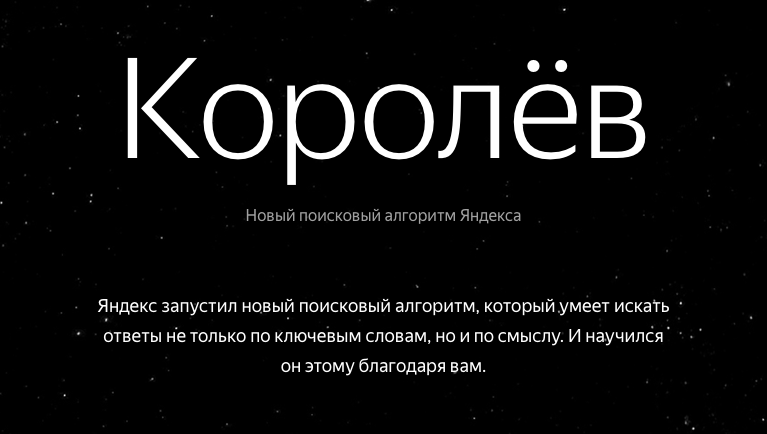 Королёв
Новый поисковый алгоритм Яндекса
Яндекс запустил новый поисковый алгоритм, который умеет искать
ответы не только по ключевым словам, но и по смыслу. И научился
он этому благодаря вам.